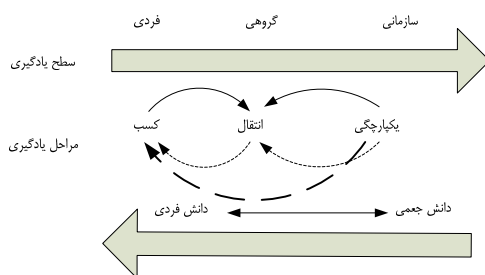 سازمانی گروهی فردی
سطح یادگیری
یکپارچگی انتقال کسب
مراحل یادگیری
دانش جمعی دانش فردی